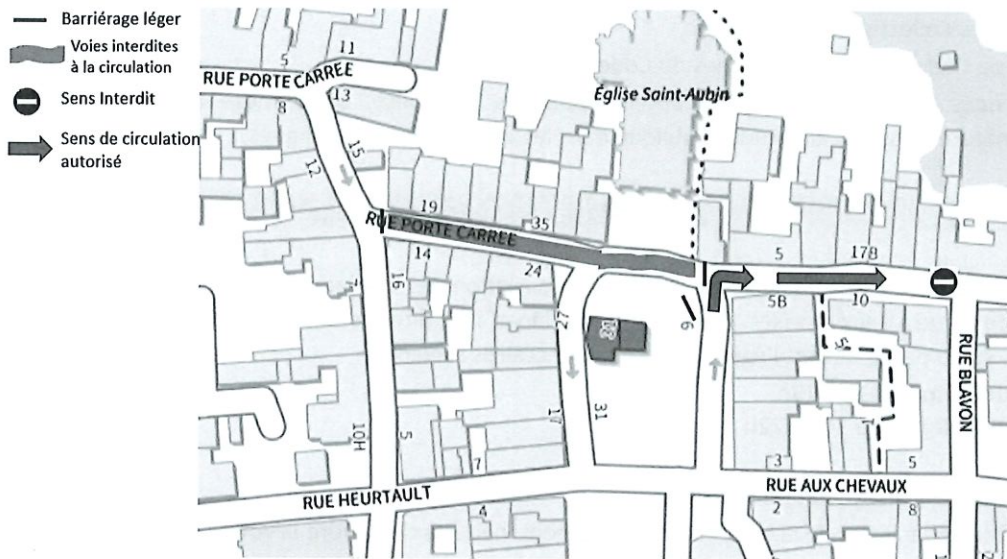 Barriérage léger
Voies interdites
à la circulation
Sens Interdit
Sens de circulation
autorisé
11
5
RUE PORTE CARREE
8
13
12
15
Église Saint-Aubin
19
35
RUE PORTE CARREE
14
24
16
27
6
5
17B
5B
10
RUE BLAVON
31
17
10H
5
7
3
5
RUE HEURTAULT
RUE AUX CHEVAUX
4
2
8